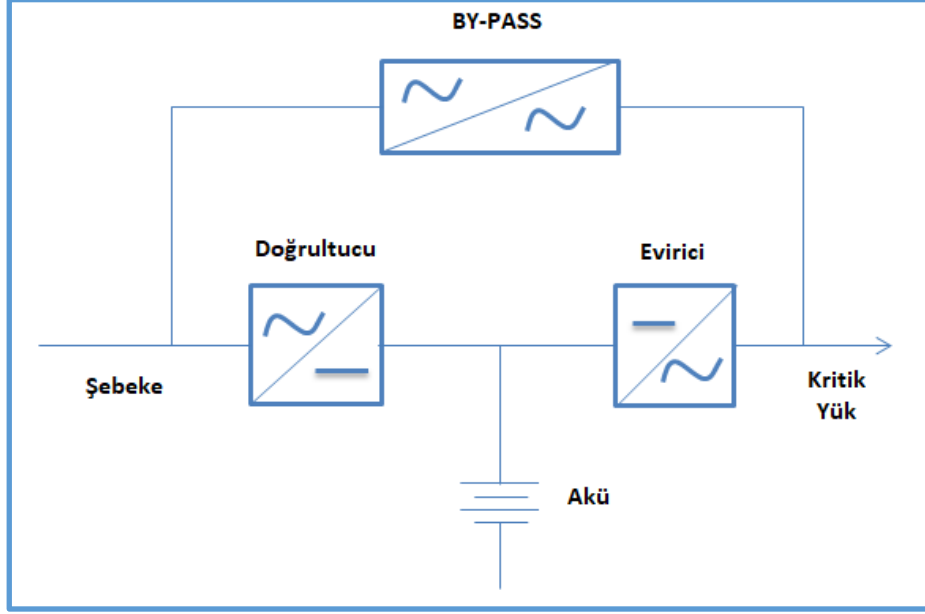 BY-PASS
Doğrultucu
Evirici
Şebeke
Kritik
Yük
Akü